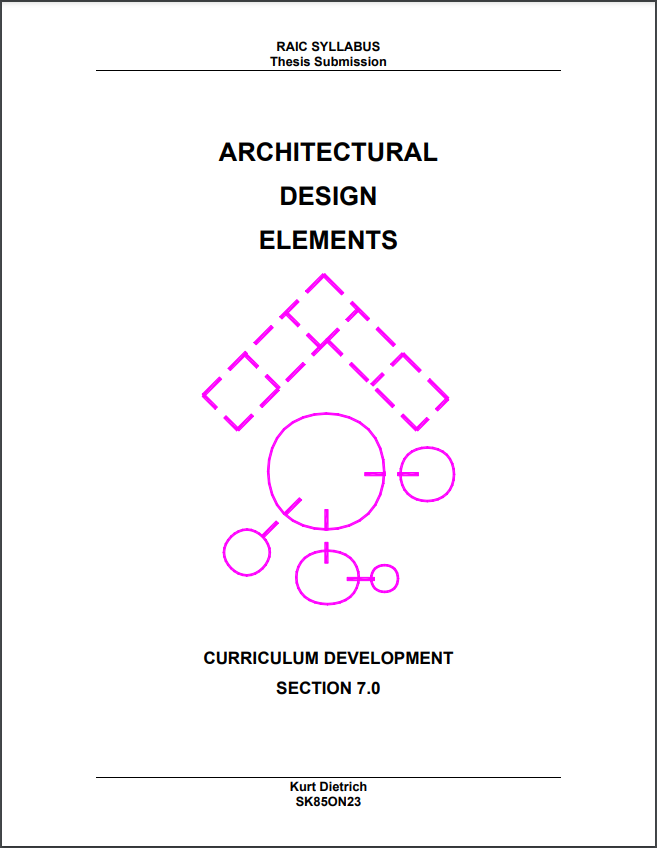 RAIC SYLLABUS
Thesis Submission
ARCHITECTURAL
DESIGN
ELEMENTS
CURRICULUM DEVELOPMENT
SECTION 7.0
Kurt Dietrich
SK85ON23